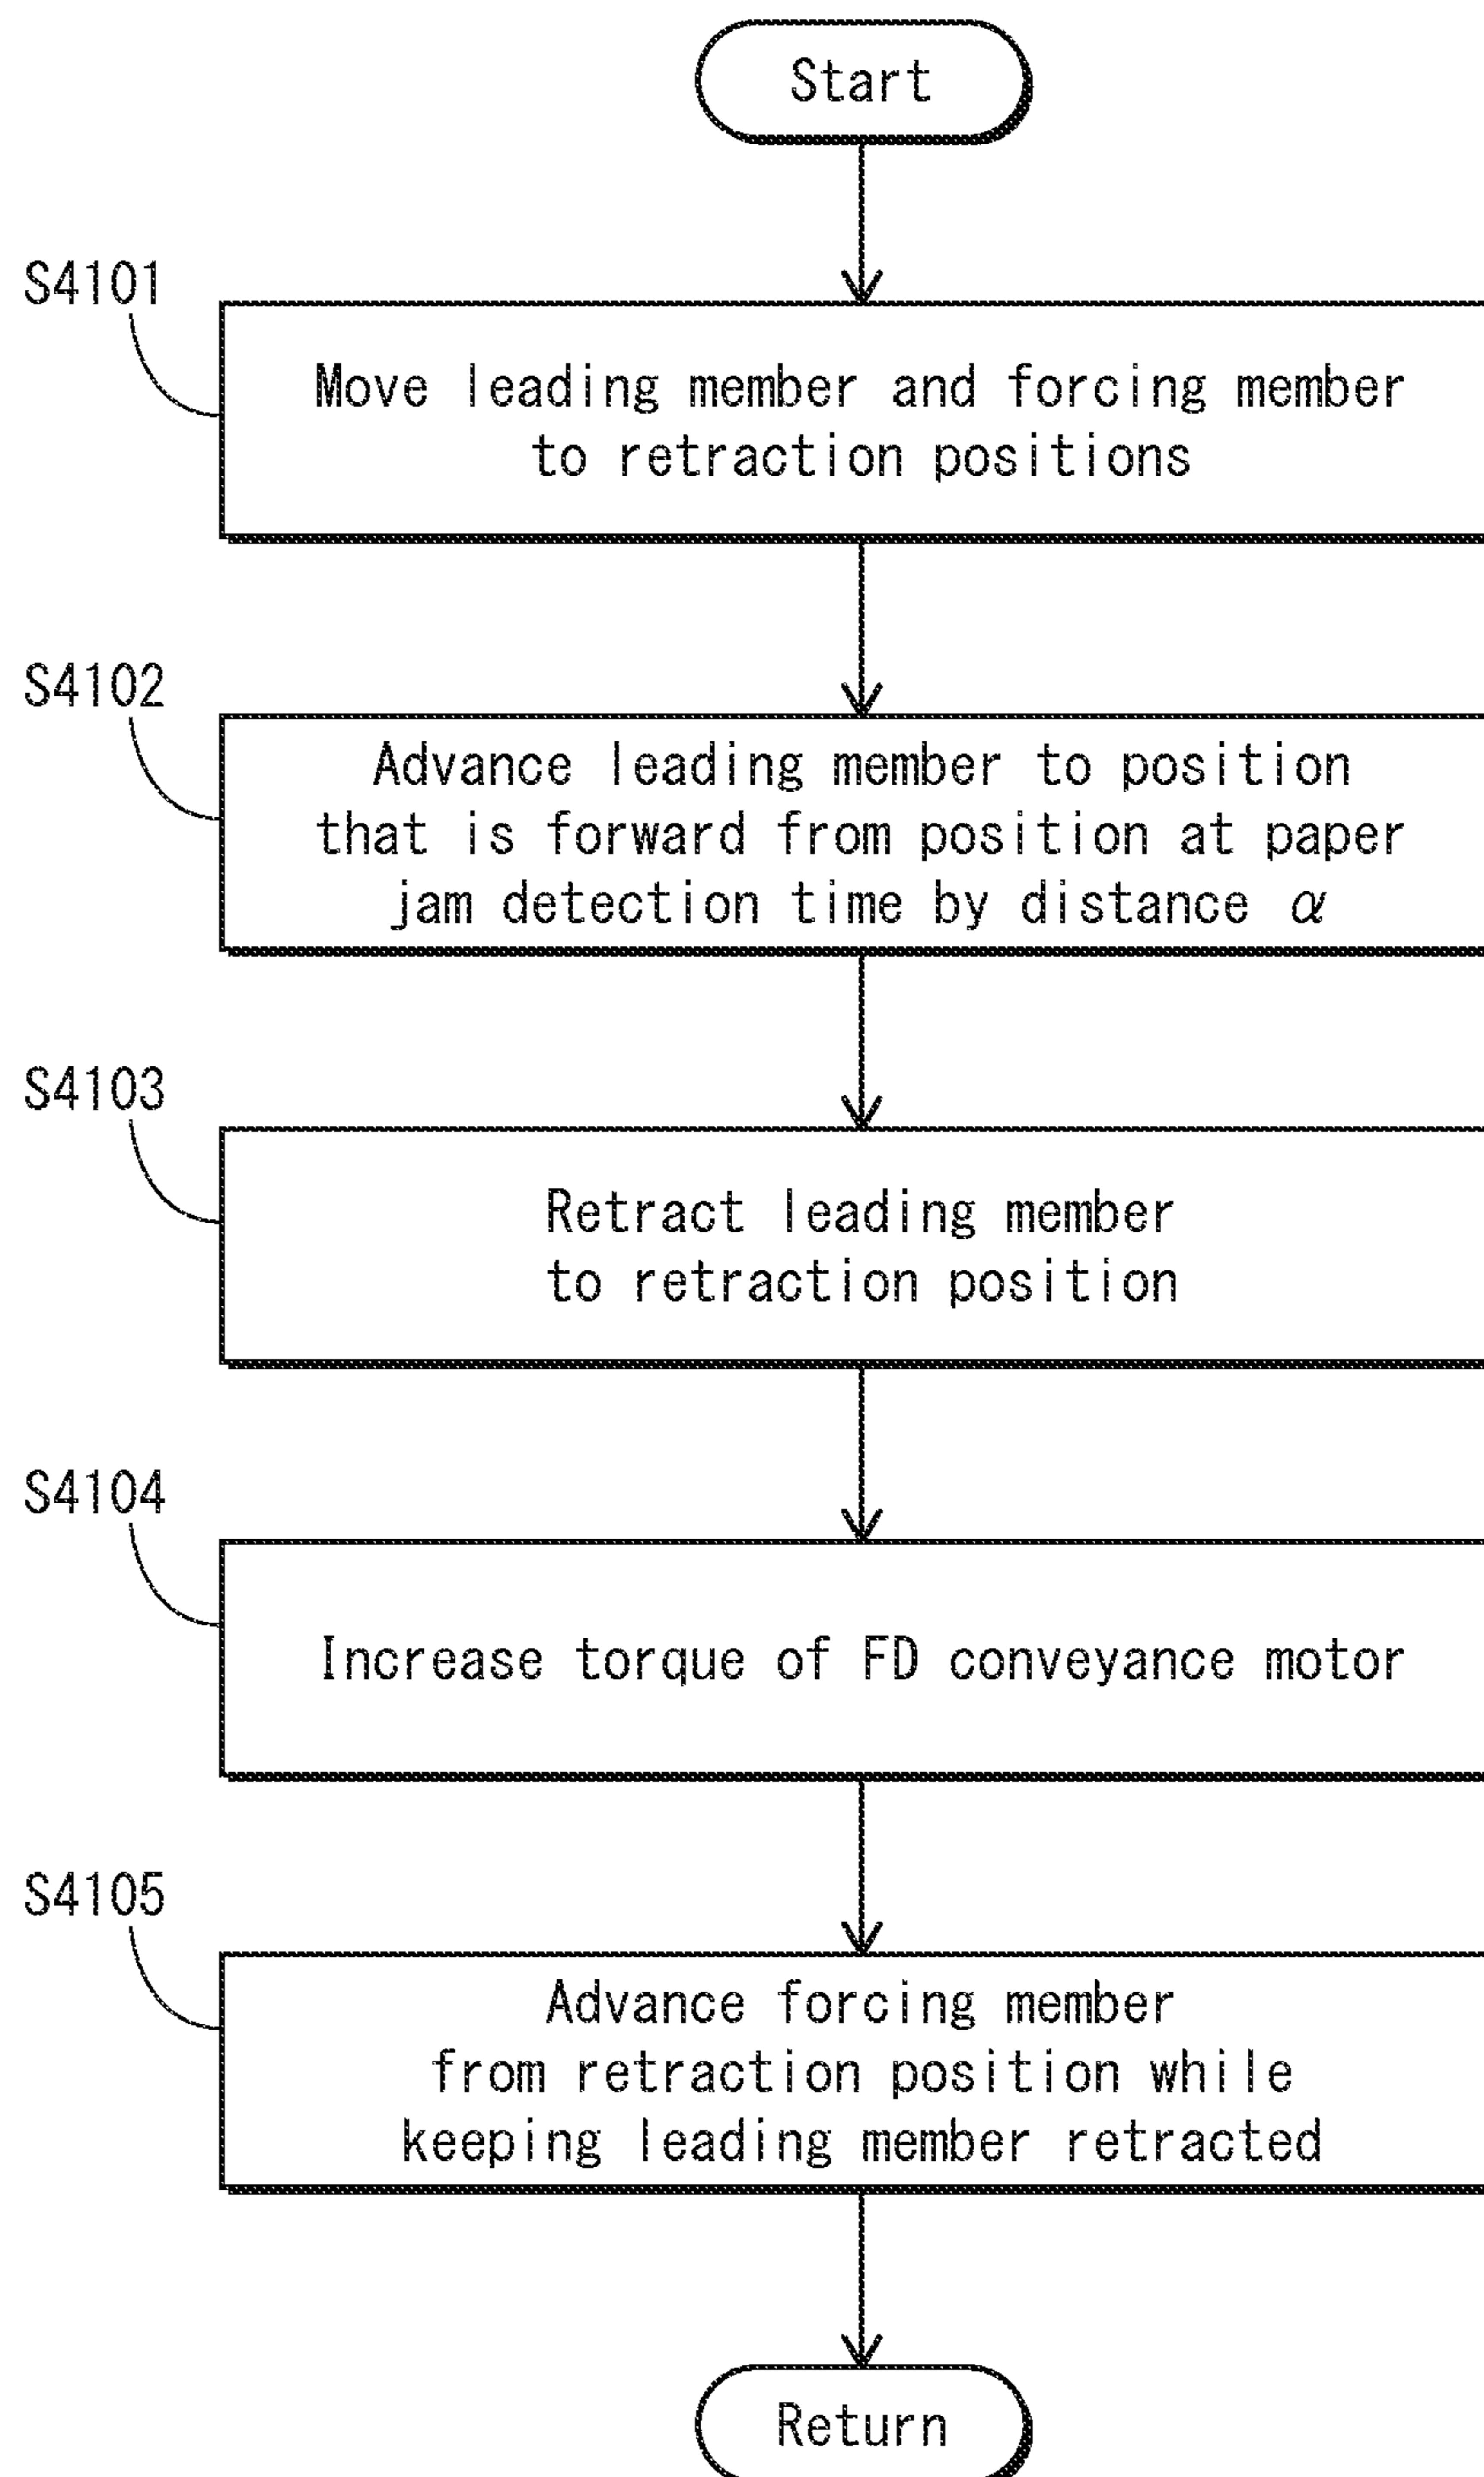 Start
S4101
Move leading member and forcing member
to retraction positions
S4102
Advance leading member to position
that is forward from position at paper
jam detection time by distance α
S4103
Retract leading member
to retraction position
S4104
Increase torque of FD conveyance motor
S4105
Advance forcing member
from retraction position while
keeping leading member retracted
Return